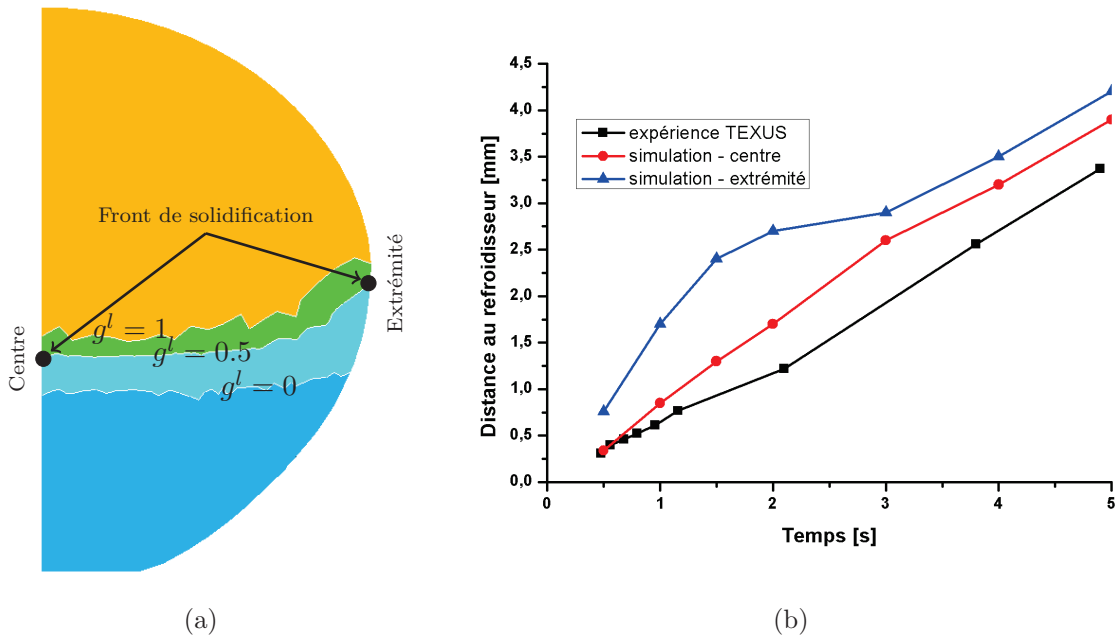 Front de solidification
Centre
Extrémité
g^l = 1
g^l = 0.5
g^l = 0
(a)
4,5
4,0
3,5
3,0
2,5
2,0
1,5
1,0
0,5
0,0
Distance au refroidisseur [mm]
expérience TEXUS
simulation - centre
simulation - extrémité
0 1 2 3 4 5
Temps [s]
(b)